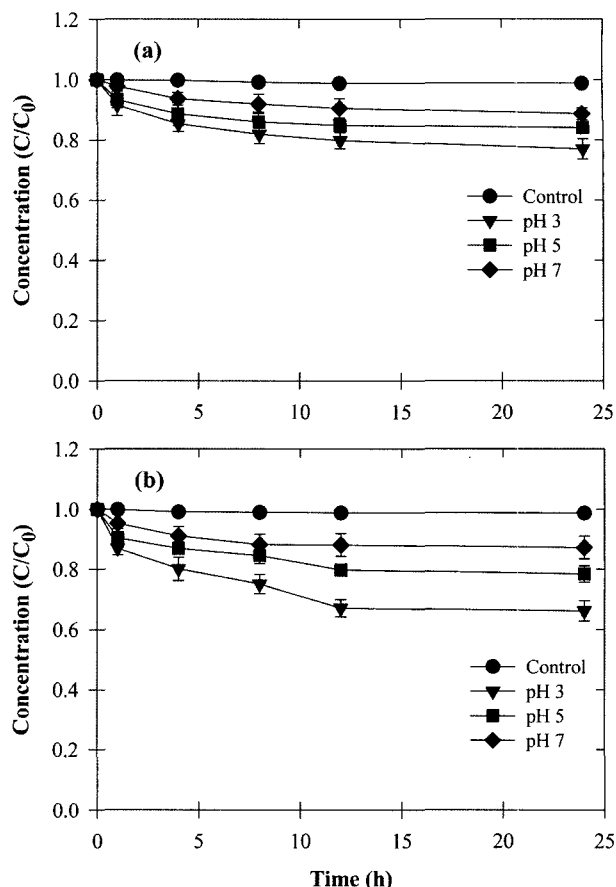 1.2
(a)
1.0
0.8
0.6
0.4
0.2
0.0
Concentration (C/C0)
Control
pH 3
pH 5
pH 7
0 5 10 15 20 25
1.2
(b)
1.0
0.8
0.6
0.4
0.2
0.0
Concentration (C/C0)
Control
pH 3
pH 5
pH 7
0 5 10 15 20 25
Time (h)